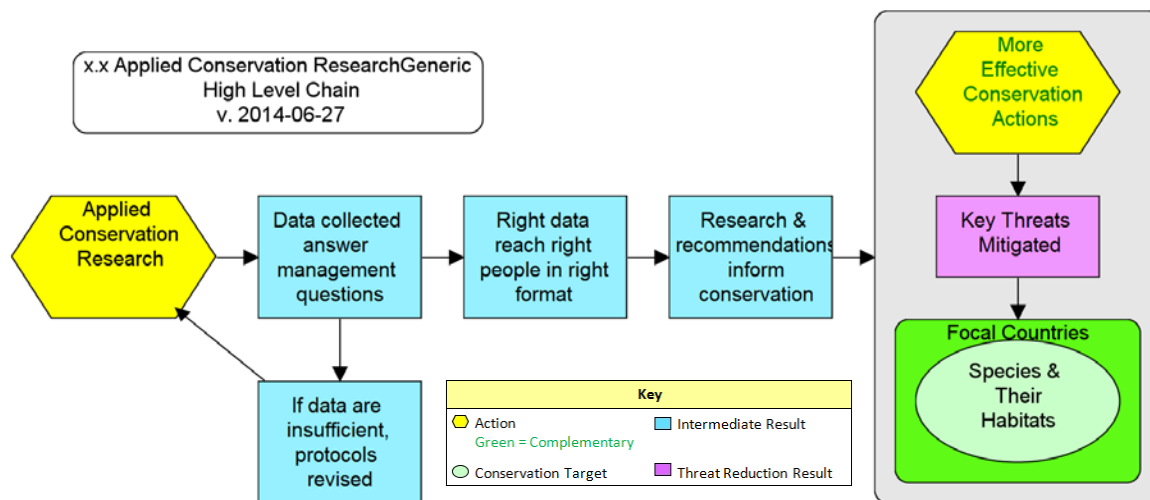 x.x Applied Conservation ResearchGeneric
High Level Chain
v. 2014-06-27
More
Effective
Conservation
Actions
Applied
Conservation
Research
Data collected
answer
management
questions
Right data
reach right
people in right
format
Research &
recommendations
inform
conservation
Key Threats
Mitigated
Focal Countries
Species &
Their
Habitats
If data are
insufficient,
protocols
revised
Key
Action
Green = Complementary
Intermediate Result
Conservation Target
Threat Reduction Result